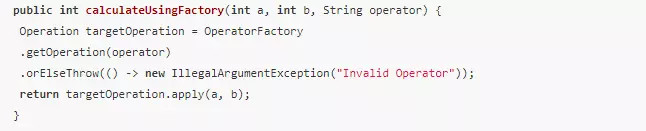 public int calculateUsingFactory(int a, int b, String operator) {
Operation targetOperation = OperatorFactory
.getOperation(operator)
.orElseThrow(() -> new IllegalArgumentException("Invalid Operator"));
return targetOperation.apply(a, b);
}